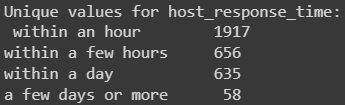 Unique values for host_response_time:
within an hour 1917
within a few hours 656
within a day 635
a few days or more 58